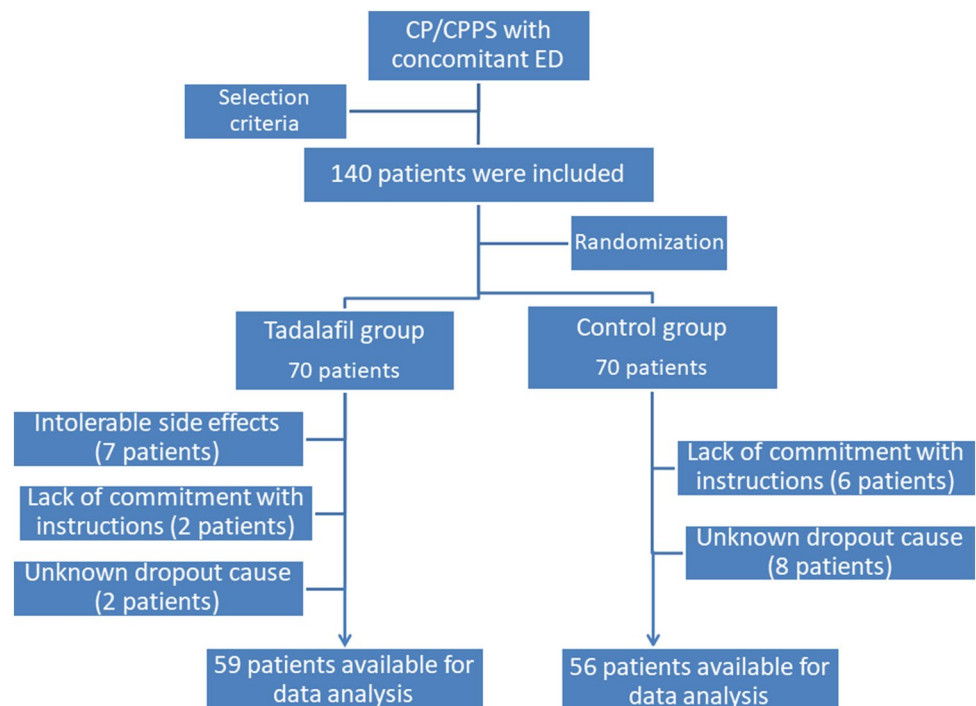 CP/CPPS with
concomitant ED
Selection
criteria
140 patients were included
Randomization
Tadalafil group
70 patients
Control group
70 patients
Intolerable side effects
(7 patients)
Lack of commitment with
instructions (2 patients)
Unknown dropout cause
(2 patients)
Lack of commitment with
instructions (6 patients)
Unknown dropout cause
(8 patients)
59 patients available for
data analysis
56 patients available for
data analysis